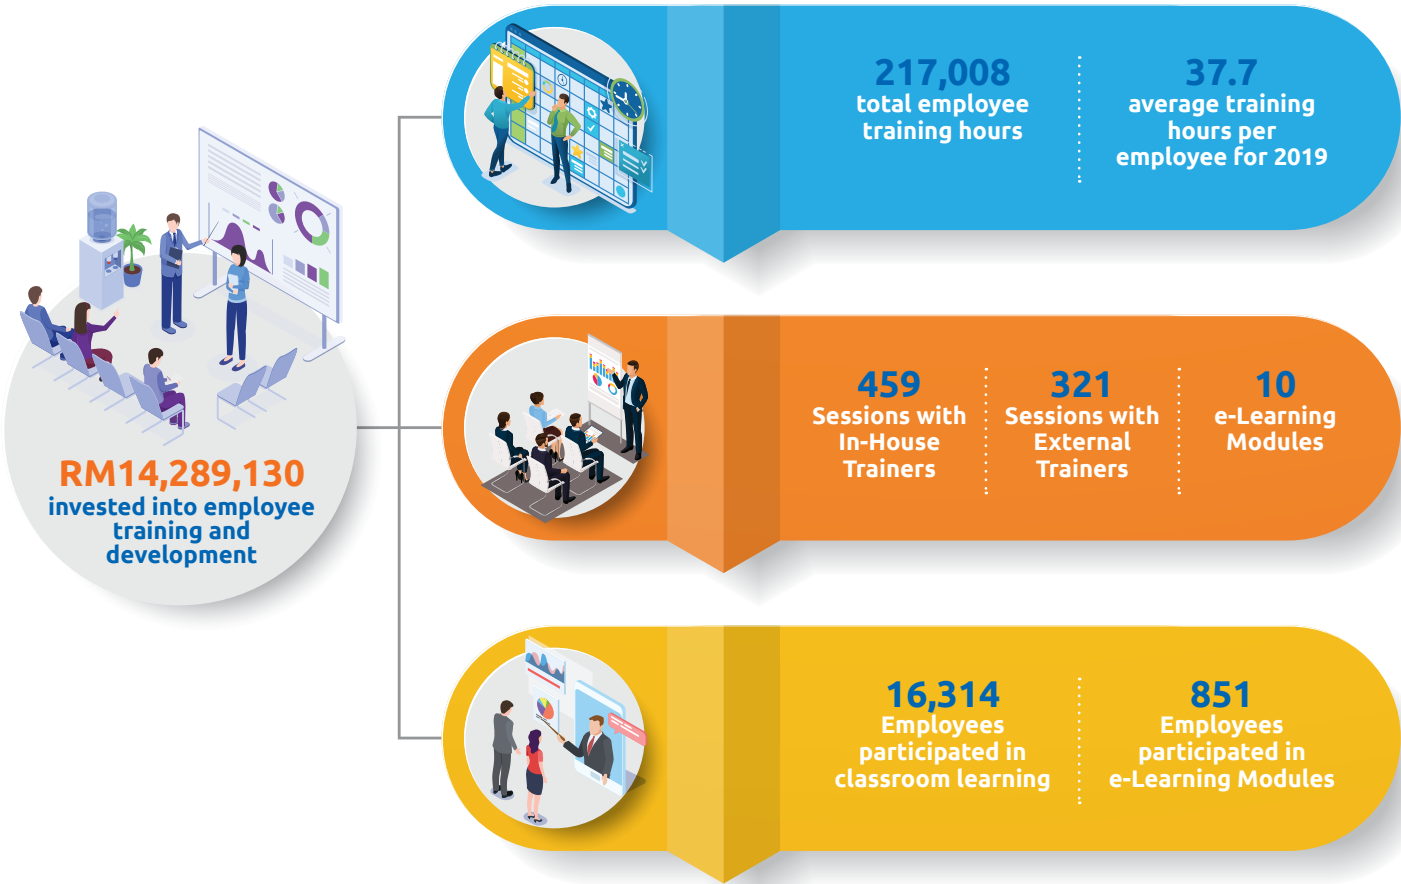 RM14,289,130
invested into employee
training and
development
217,008
total employee
training hours
37.7
average training
hours per
employee for 2019
459
Sessions with
In-House
Trainers
321
Sessions with
External
Trainers
10
e-Learning
Modules
16,314
Employees
participated in
classroom learning
851
Employees
participated in
e-Learning Modules